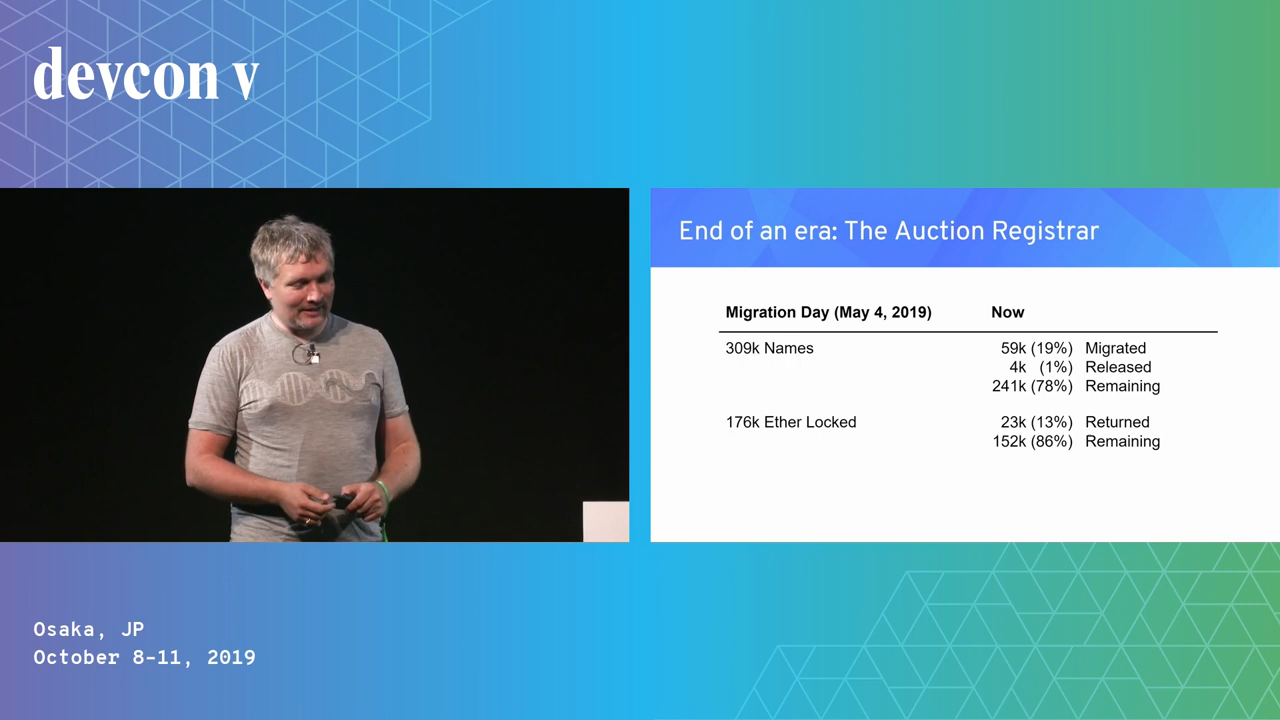 devcon v
End of an era: The Auction Registrar
Migration Day (May 4, 2019) Now
309k Names 59k (19%) Migrated
4k (1%) Released
241k (78%) Remaining
176k Ether Locked 23k (13%) Returned
152k (86%) Remaining
Osaka, JP
October 8-11, 2019